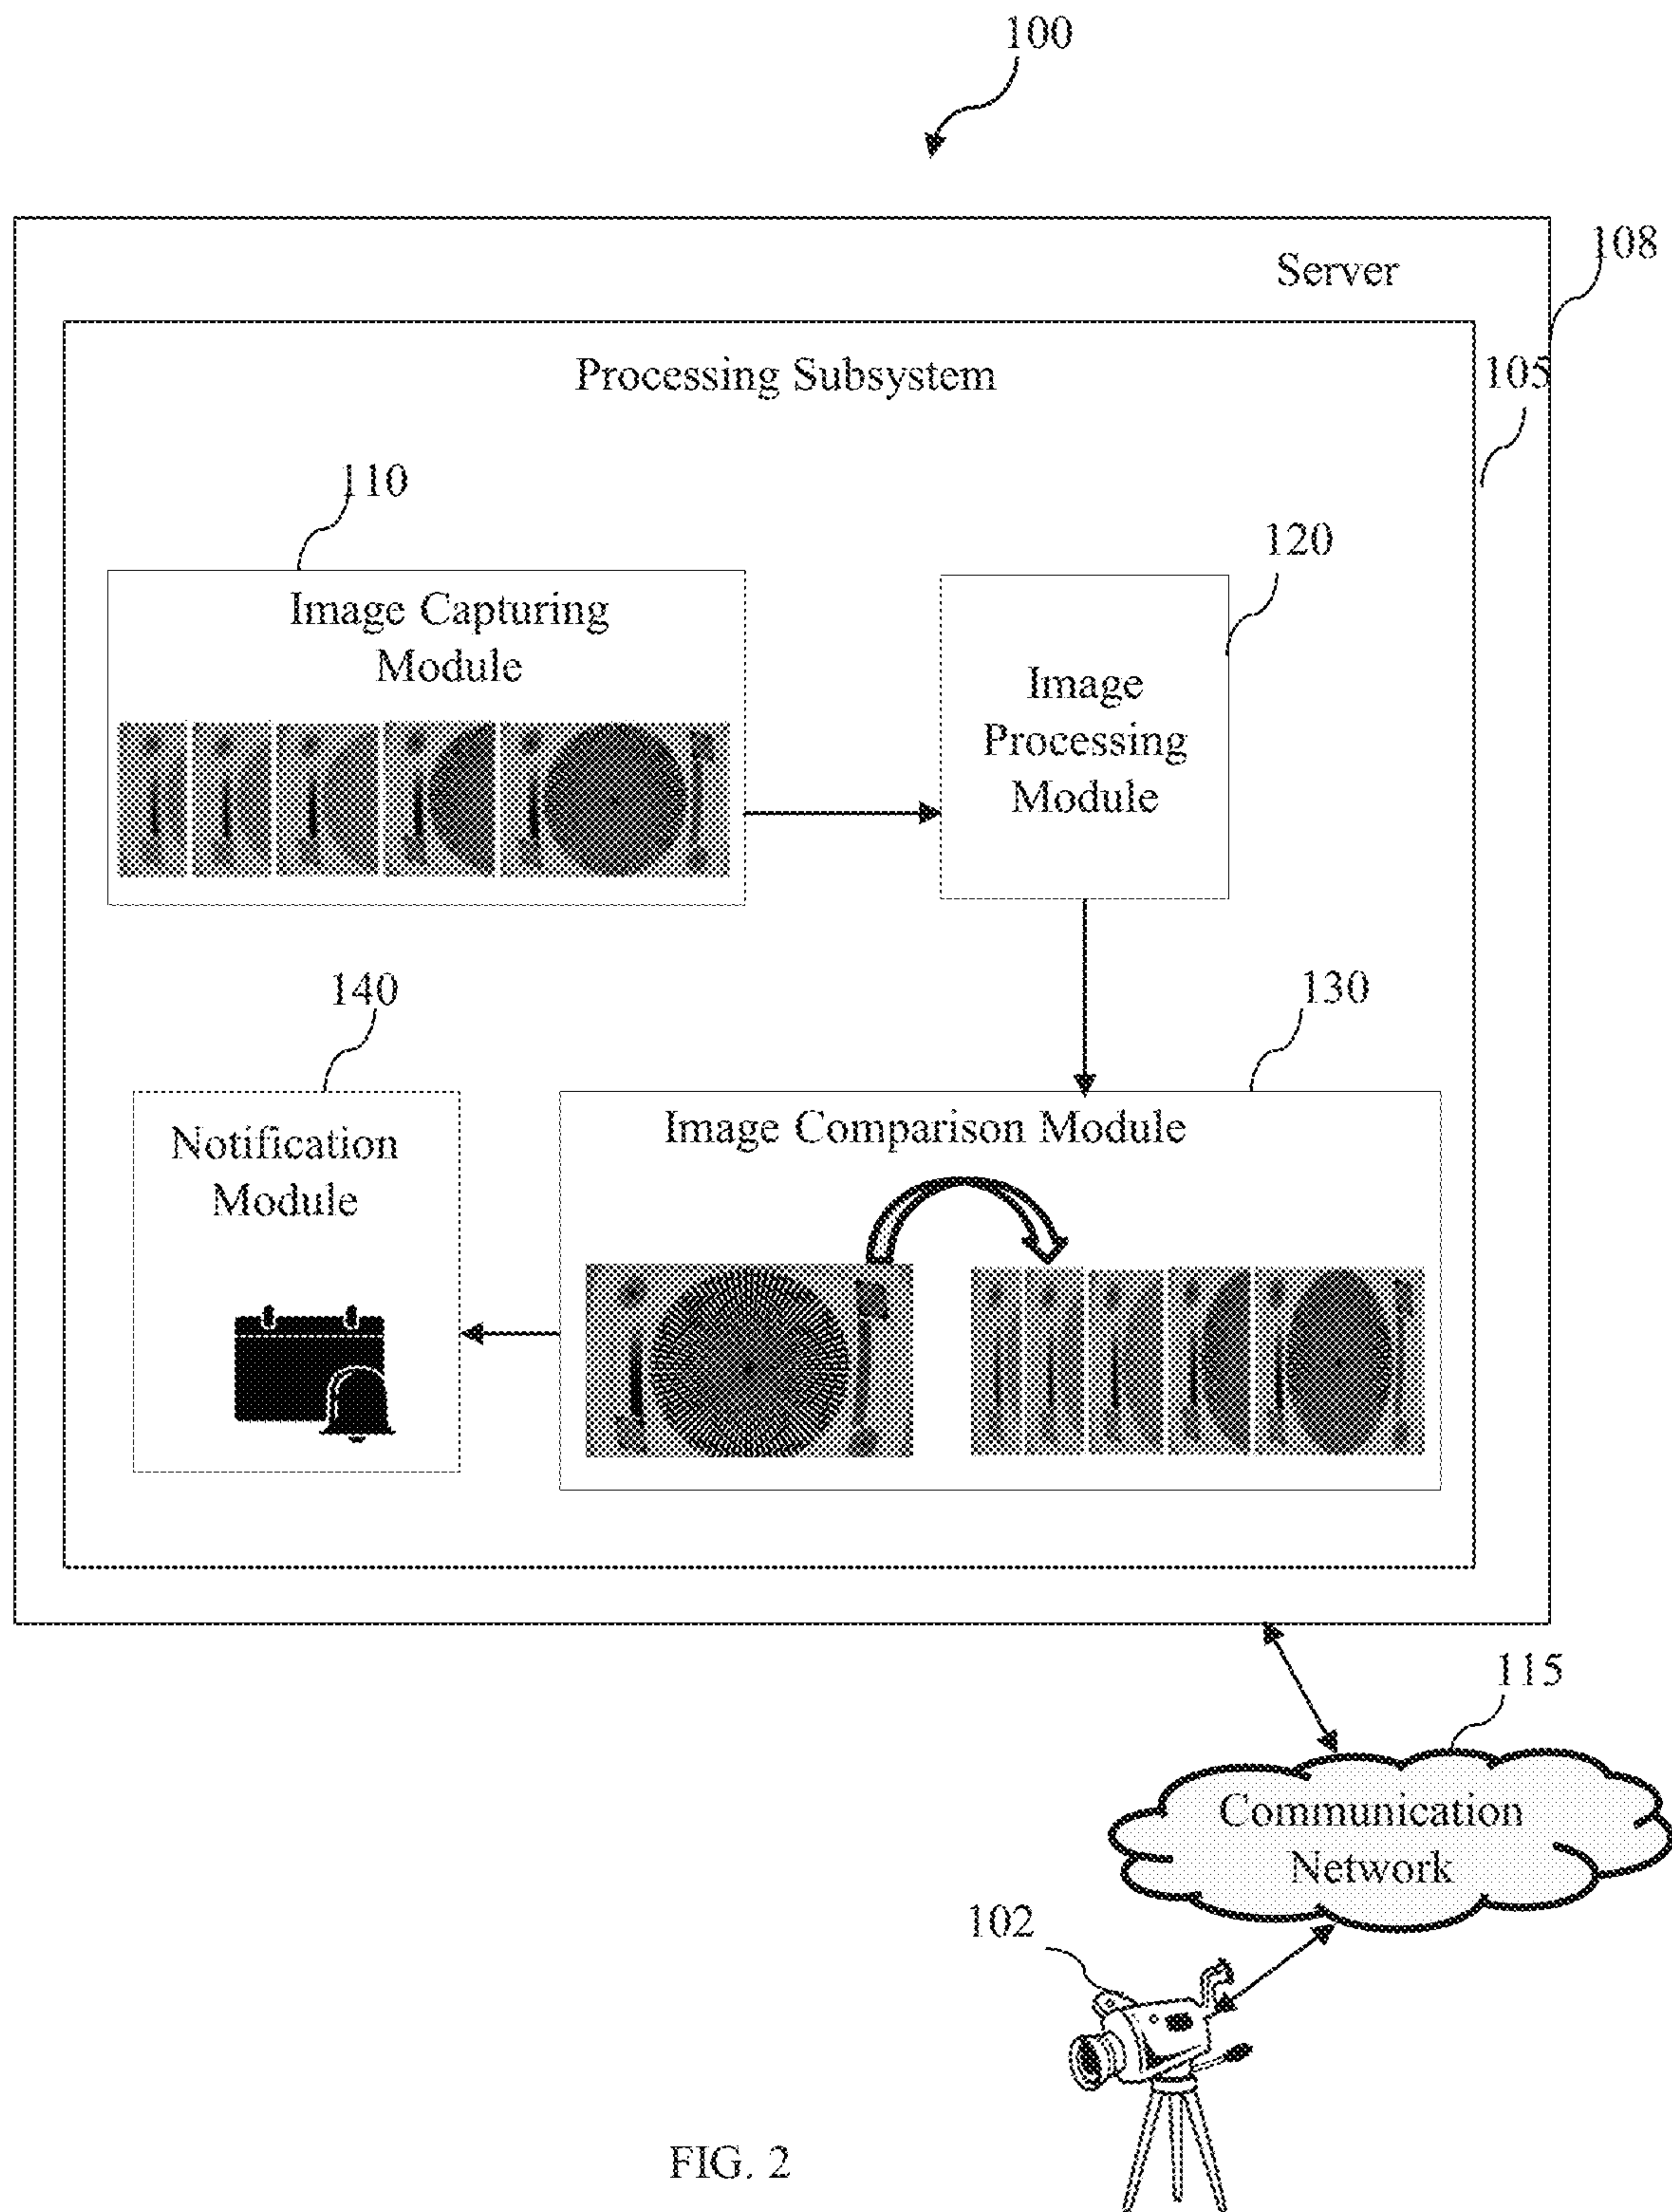 100
108
Server
105
Processing Subsystem
110
Image Capturing
Module
120
Image
Processing
Module
140
Notification
Module
130
Image Comparison Module
115
Communication
Network
102
FIG. 2